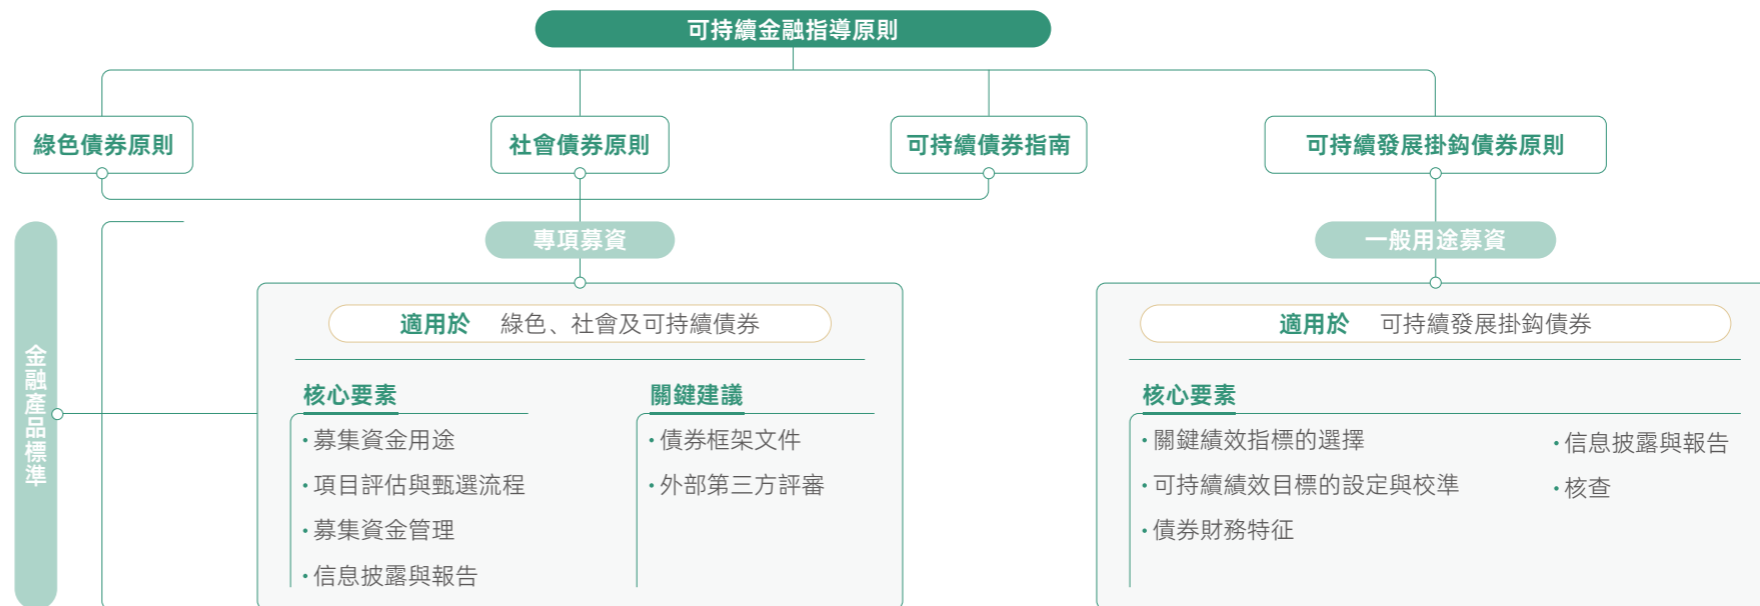 可持續金融指導原則
綠色債券原則
社會債券原則
可持續債券指南
可持續發展掛鈎債券原則
專項募資
一般用途募資
金融產品標準
適用於 綠色、社會及可持續債券
核心要素
·募集資金用途
·項目評估與甄選流程
·募集資金管理
·信息披露與報告
關鍵建議
·債券框架文件
·外部第三方評審
適用於 可持續發展掛鈎債券
核心要素
·關鍵績效指標的選擇
·可持續績效目標的設定與校準
·債券財務特征
·信息披露與報告
·核查